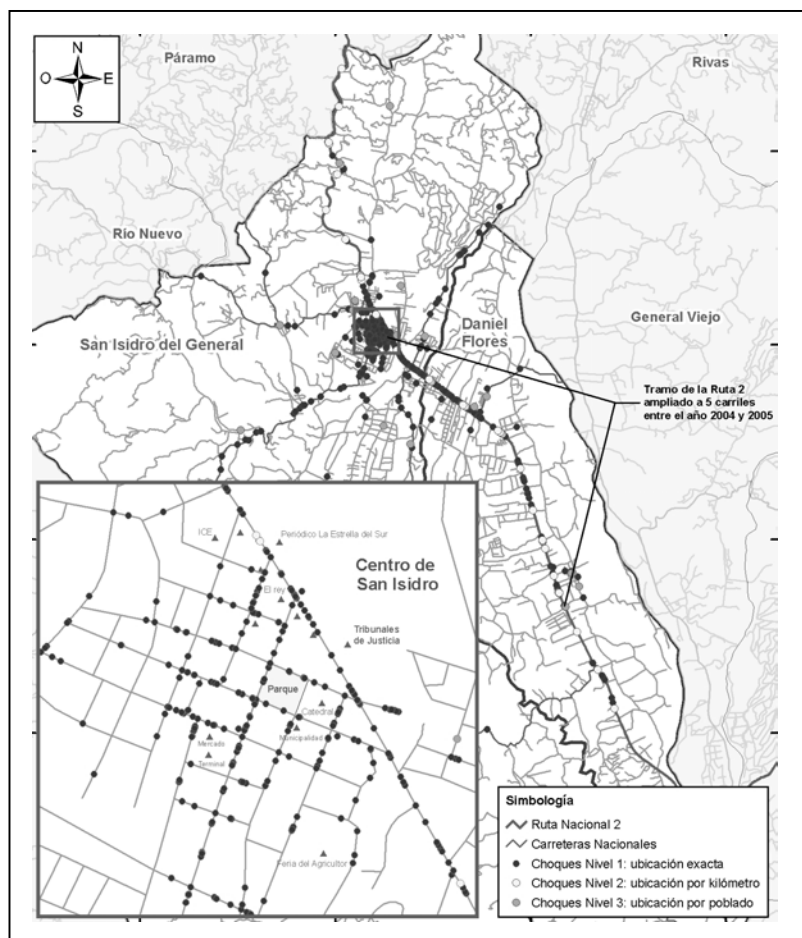 N
O
E
S
Páramo
Rivas
Río Nuevo
General Viejo
San Isidro del General
Daniel
Flores
Tramo de la Ruta 2
ampliado a 5 carriles
entre el año 2004 y 2005
ICE
Periódico La Estrella del Sur
Centro de
San Isidro
El rey
Tribunales
de Justicia
Parque
Catedral
Municipalidad
Mercado
Terminal
Feria del Agricultor
Simbología
Ruta Nacional 2
Carreteras Nacionales
Choques Nivel 1: ubicación exacta
Choques Nivel 2: ubicación por kilómetro
Choques Nivel 3: ubicación por poblado